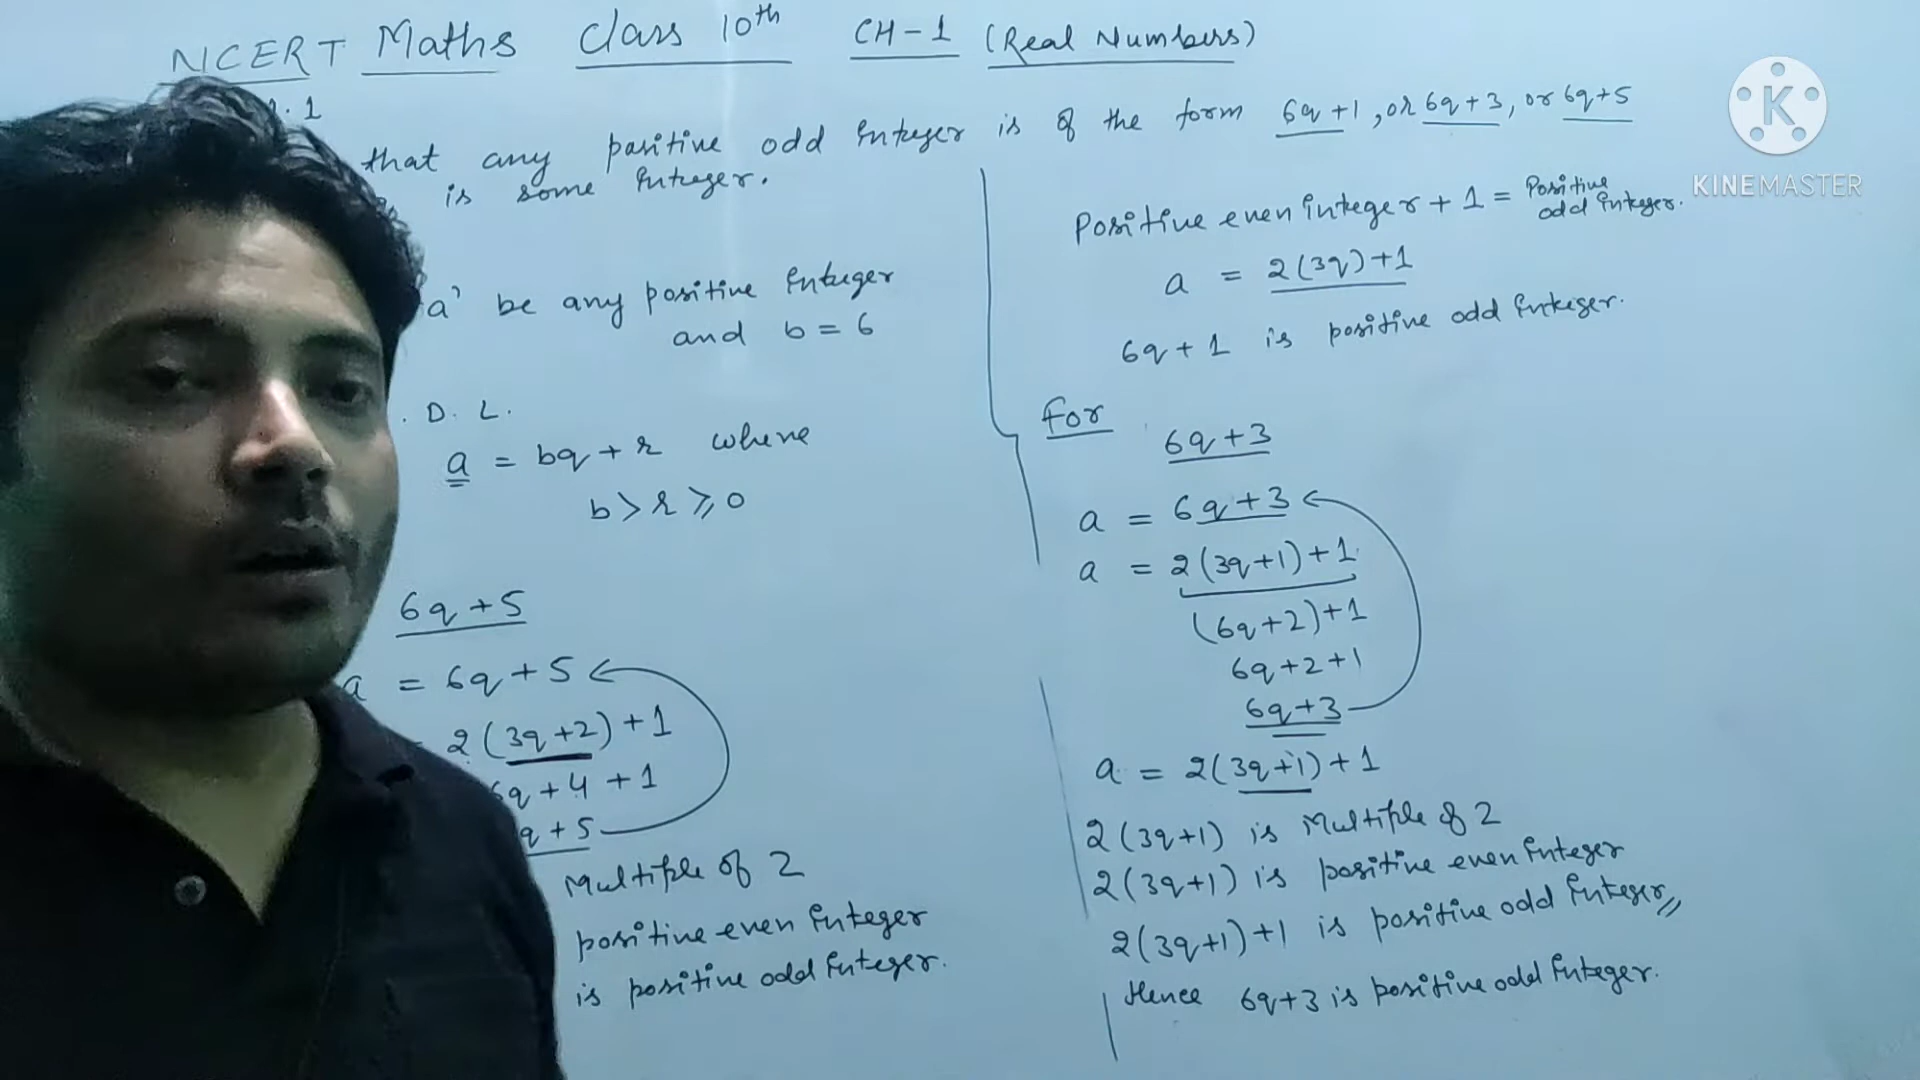 NCERT Maths Class 10th CH-1 (Real Numbers)
.1
that any positive odd integer is of the form 6q+1, or 6q+3, or 6q+5
is some integer.
a' be any positive integer
and b = 6
. D. L.
a = bq + r where
b > r ⩾ 0
6q + 5
a = 6q + 5
2(3q+2)+1
6q + 4 + 1
q + 5
Multiple of 2
positive even integer
is positive odd integer.
Positive even integer + 1 = Positive odd integer.
a = 2(3q)+1
6q + 1 is positive odd integer.
For
6q+3
a = 6q+3
a = 2(3q+1)+1
(6q+2)+1
6q+2+1
6q+3
a = 2(3q+1)+1
2(3q+1) is Multiple of 2
2(3q+1) is positive even integer
2(3q+1)+1 is positive odd integer
Hence 6q+3 is positive odd integer.
K
KINEMASTER